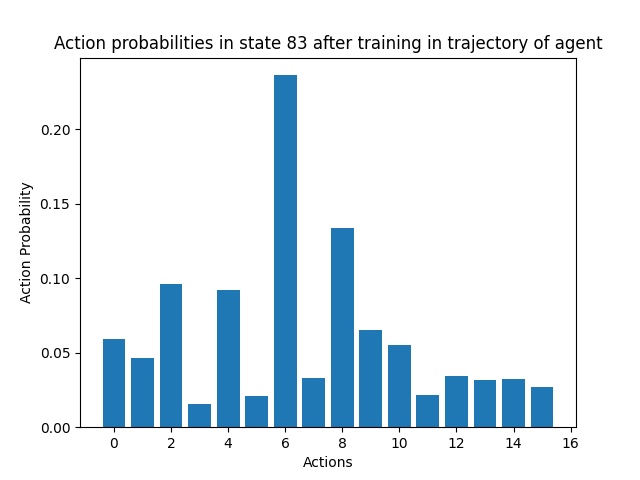 Action probabilities in state 83 after training in trajectory of agent
0.20
0.15
0.10
0.05
0.00
Action Probability
0 2 4 6 8 10 12 14 16
Actions